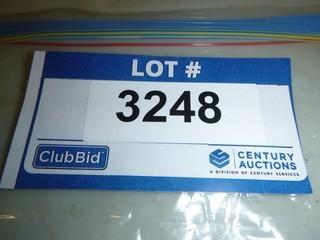 LOT #
3248
ClubBid
CENTURY
AUCTIONS
A DIVISION OF CENTURY SERVICES